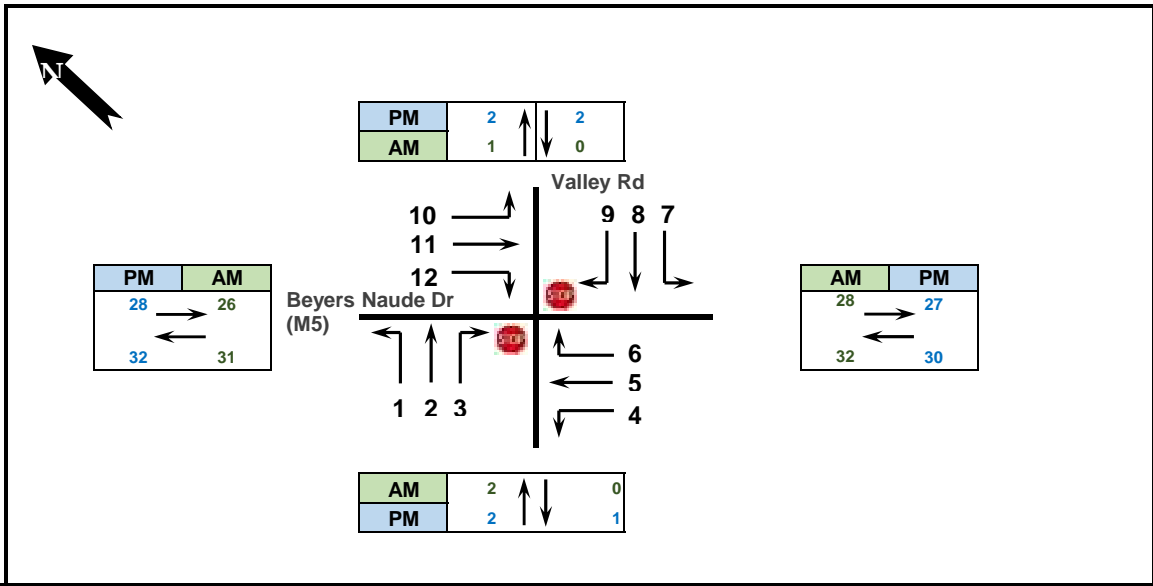 N
PM 2 2
AM 1 0
Valley Rd
10 9 8 7
11
12
PM AM
28 26
32 31
Beyers Naude Dr
(M5)
AM PM
28 27
32 30
6
5
4
1 2 3
AM 2 0
PM 2 1